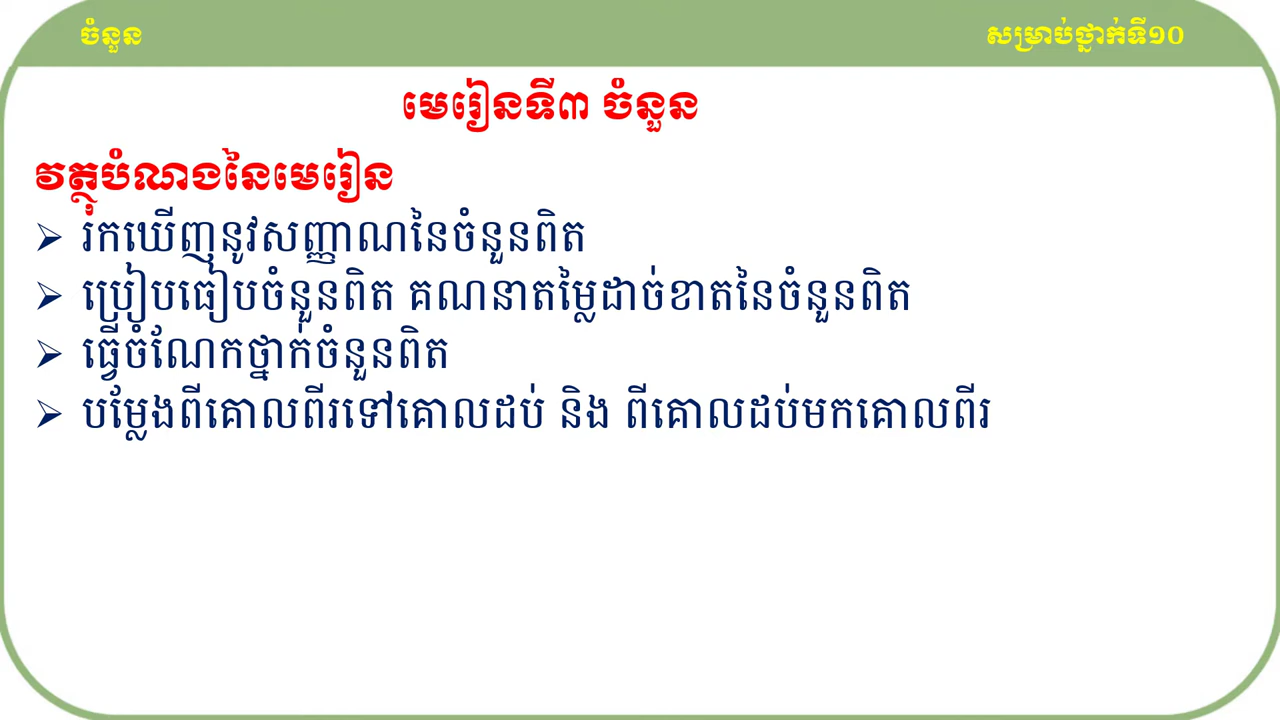 ចំនួន
សម្រាប់ថ្នាក់ទី១០
មេរៀនទី៣ ចំនួន
វត្ថុបំណងនៃមេរៀន
រកឃើញនូវសញ្ញាណនៃចំនួនពិត
ប្រៀបធៀបចំនួនពិត គណនាតម្លៃដាច់ខាតនៃចំនួនពិត
ធ្វើចំណែកថ្នាក់ចំនួនពិត
បម្លែងពីគោលពីរទៅគោលដប់ និង ពីគោលដប់មកគោលពីរ